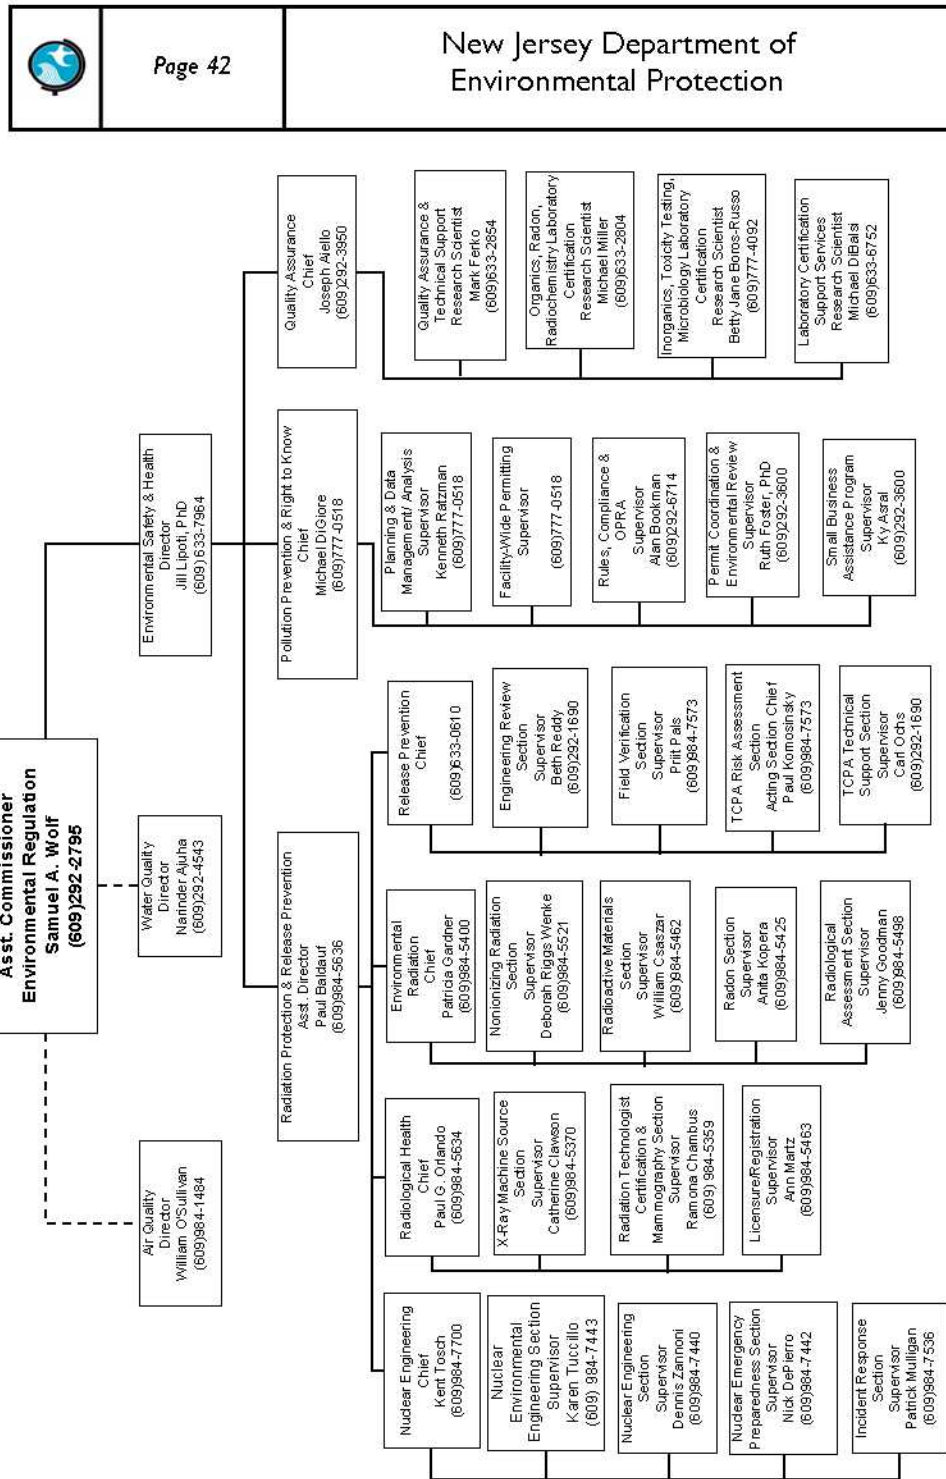 Page 42
New Jersey Department of
Environmental Protection
Asst. Commissioner
Environmental Regulation
Samuel A. Wolf
(609)292-2795
Air Quality
Director
William O'Sullivan
(609)984-1484
Water Quality
Director
Narinder Ajuha
(609)292-4543
Environmental Safety & Health
Director
Jill Lipoti, PhD
(609)633-7964
Radiation Protection & Release Prevention
Asst. Director
Paul Baldauf
(609)984-5636
Pollution Prevention & Right to Know
Chief
Michael DiGiore
(609)777-0518
Quality Assurance
Chief
Joseph Aiello
(609)292-3950
Nuclear Engineering
Chief
Kent Tosch
(609)984-7700
Nuclear
Environmental
Engineering Section
Supervisor
Karen Tuccillo
(609) 984-7443
Nuclear Engineering
Section
Supervisor
Dennis Zannoni
(609)984-7440
Nuclear Emergency
Preparedness Section
Supervisor
Nick DePierro
(609)984-7442
Incident Response
Section
Supervisor
Patrick Mulligan
(609)984-7536
Radiological Health
Chief
Paul G. Orlando
(609)984-5634
X-Ray Machine Source
Section
Supervisor
Catherine Clawson
(609)984-5370
Radiation Technologist
Certification &
Mammography Section
Supervisor
Ramona Chambus
(609) 984-5359
Licensure/Registration
Supervisor
Ann Martz
(609)984-5463
Environmental
Radiation
Chief
Patricia Gardner
(609)984-5400
Nonionizing Radiation
Section
Supervisor
Deborah Riggs Wenke
(609)984-5521
Radioactive Materials
Section
Supervisor
William Csaszar
(609)984-5462
Radon Section
Supervisor
Anita Kopera
(609)984-5425
Radiological
Assessment Section
Supervisor
Jenny Goodman
(609)984-5498
Release Prevention
Chief
(609)633-0610
Engineering Review
Section
Supervisor
Beth Reddy
(609)292-1690
Field Verification
Section
Supervisor
Priit Pals
(609)984-7573
TCPA Risk Assessment
Section
Acting Section Chief
Paul Komosinsky
(609)984-7573
TCPA Technical
Support Section
Supervisor
Carl Ochs
(609)292-1690
Planning & Data
Management/ Analysis
Supervisor
Kenneth Ratzman
(609)777-0518
Facility-Wide Permitting
Supervisor
(609)777-0518
Rules, Compliance &
OPRA
Supervisor
Alan Bookman
(609)292-6714
Permit Coordination &
Environmental Review
Supervisor
Ruth Foster, PhD
(609)292-3600
Small Business
Assistance Program
Supervisor
Ky Asral
(609)292-3600
Quality Assurance &
Technical Support
Research Scientist
Mark Ferko
(609)633-2854
Organics, Radon,
Radiochemistry Laboratory
Certification
Research Scientist
Michael Miller
(609)633-2804
Inorganics, Toxicity Testing,
Microbiology Laboratory
Certification
Research Scientist
Betty Jane Boros-Russo
(609)777-4092
Laboratory Certification
Support Services
Research Scientist
Michael DiBalsi
(609)633-6752